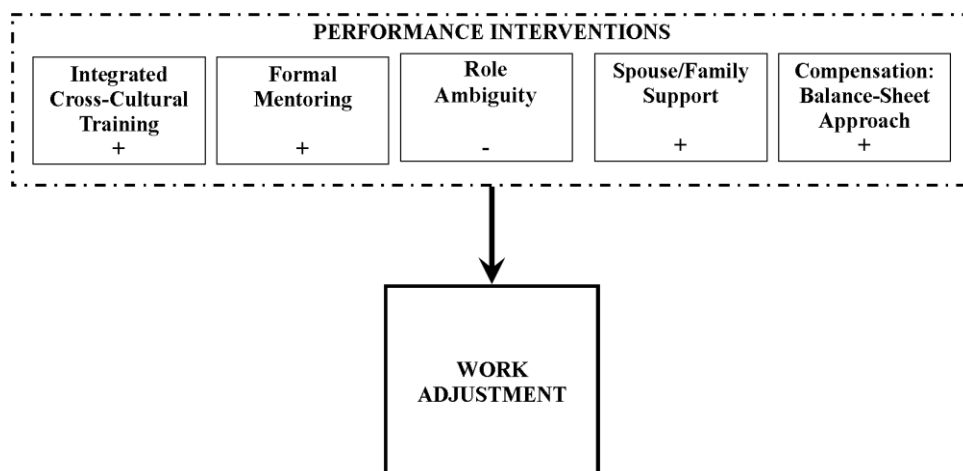 PERFORMANCE INTERVENTIONS
Integrated
Cross-Cultural
Training
+
Formal
Mentoring
+
Role
Ambiguity
-
Spouse/Family
Support
+
Compensation:
Balance-Sheet
Approach
+
WORK
ADJUSTMENT